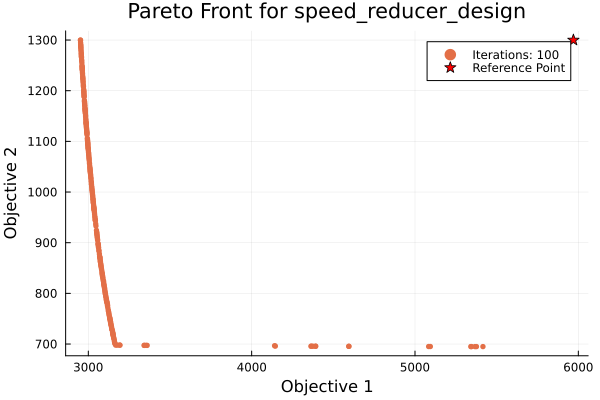 Pareto Front for speed_reducer_design
Objective 2
1300
1200
1100
1000
900
800
700
Iterations: 100
Reference Point
3000 4000 5000 6000
Objective 1